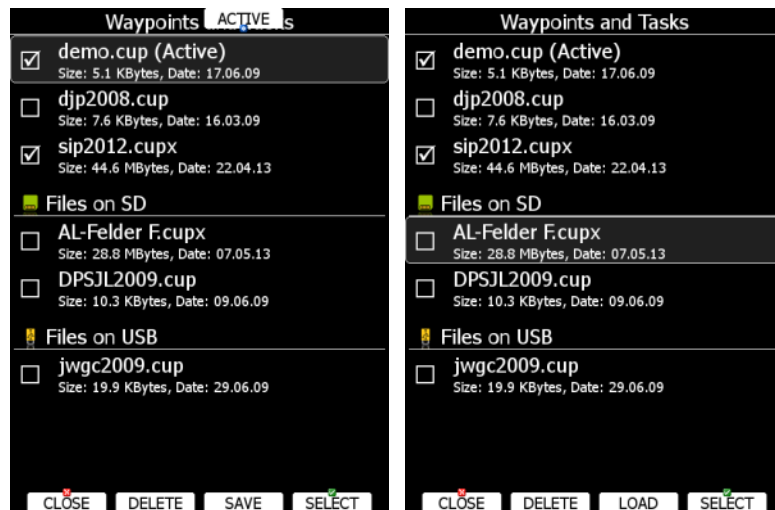 Waypoints and Tasks
ACTIVE
demo.cup (Active)
Size: 5.1 KBytes, Date: 17.06.09
djp2008.cup
Size: 7.6 KBytes, Date: 16.03.09
sip2012.cupx
Size: 44.6 MBytes, Date: 22.04.13
Files on SD
AL-Felder F.cupx
Size: 28.8 MBytes, Date: 07.05.13
DPSJL2009.cup
Size: 10.3 KBytes, Date: 09.06.09
Files on USB
jwgc2009.cup
Size: 19.9 KBytes, Date: 29.06.09
CLOSE DELETE SAVE SELECT
Waypoints and Tasks
demo.cup (Active)
Size: 5.1 KBytes, Date: 17.06.09
djp2008.cup
Size: 7.6 KBytes, Date: 16.03.09
sip2012.cupx
Size: 44.6 MBytes, Date: 22.04.13
Files on SD
AL-Felder F.cupx
Size: 28.8 MBytes, Date: 07.05.13
DPSJL2009.cup
Size: 10.3 KBytes, Date: 09.06.09
Files on USB
jwgc2009.cup
Size: 19.9 KBytes, Date: 29.06.09
CLOSE DELETE LOAD SELECT